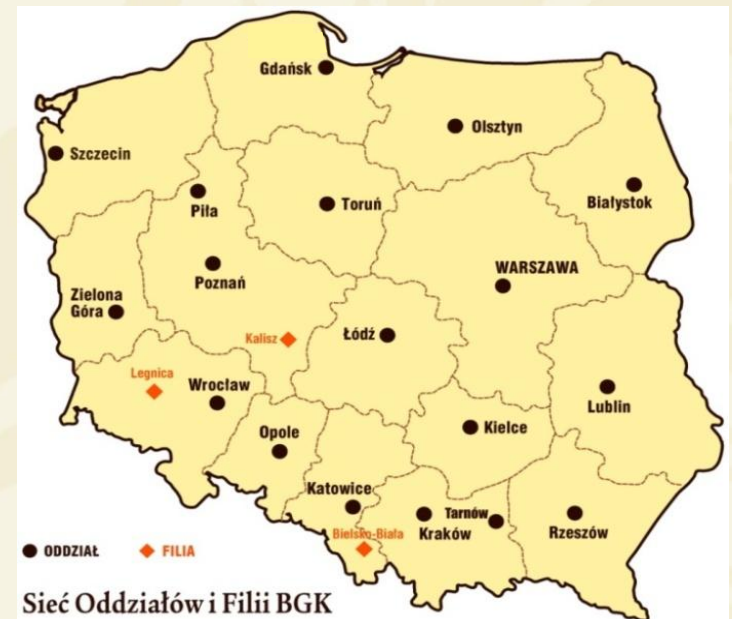 Gdańsk
Olsztyn
Szczecin
Białystok
Piła
Toruń
Poznań
WARSZAWA
Zielona
Góra
Kalisz
Łódź
Legnica
Wrocław
Lublin
Opole
Kielce
Katowice
Tarnów
Bielsko-Biała
Kraków
Rzeszów
ODDZIAŁ
FILIA
Sieć Oddziałów i Filii BGK